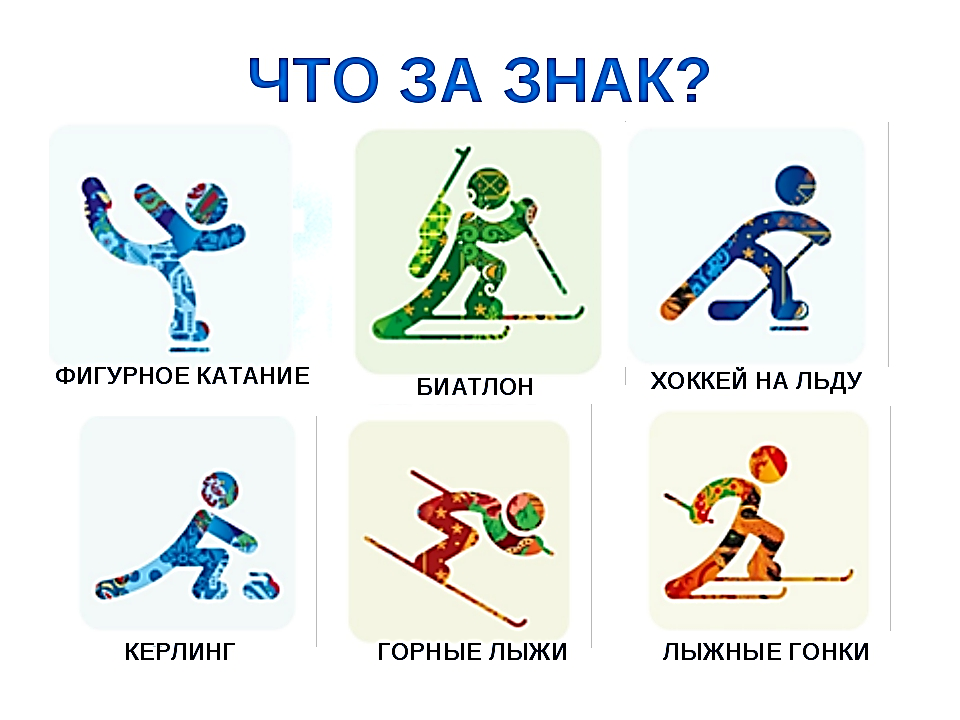 ЧТО ЗА ЗНАК?
ФИГУРНОЕ КАТАНИЕ
БИАТЛОН
ХОККЕЙ НА ЛЬДУ
КЕРЛИНГ
ГОРНЫЕ ЛЫЖИ
ЛЫЖНЫЕ ГОНКИ